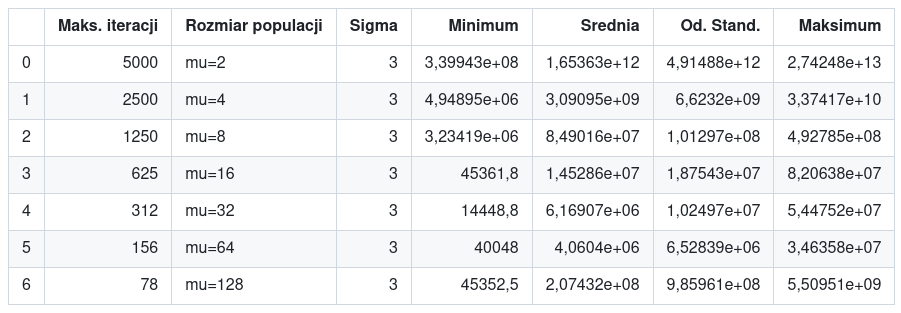 Maks. iteracji Rozmiar populacji Sigma Minimum Srednia Od. Stand. Maksimum
0 5000 mu=2 3 3,39943e+08 1,65363e+12 4,91488e+12 2,74248e+13
1 2500 mu=4 3 4,94895e+06 3,09095e+09 6,6232e+09 3,37417e+10
2 1250 mu=8 3 3,23419e+06 8,49016e+07 1,01297e+08 4,92785e+08
3 625 mu=16 3 45361,8 1,45286e+07 1,87543e+07 8,20638e+07
4 312 mu=32 3 14448,8 6,16907e+06 1,02497e+07 5,44752e+07
5 156 mu=64 3 40048 4,0604e+06 6,52839e+06 3,46358e+07
6 78 mu=128 3 45352,5 2,07432e+08 9,85961e+08 5,50951e+09